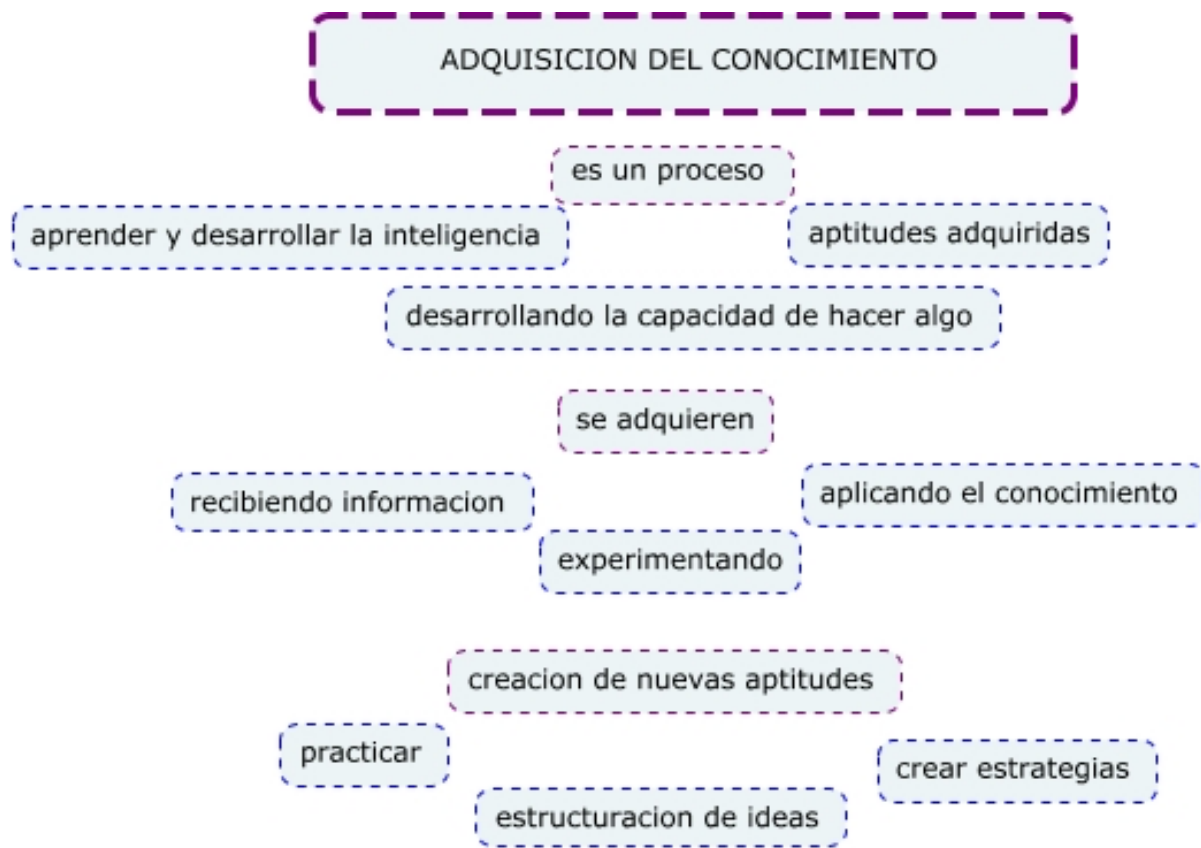 ADQUISICION DEL CONOCIMIENTO
es un proceso
aprender y desarrollar la inteligencia
aptitudes adquiridas
desarrollando la capacidad de hacer algo
se adquieren
recibiendo informacion
aplicando el conocimiento
experimentando
creacion de nuevas aptitudes
practicar
crear estrategias
estructuracion de ideas